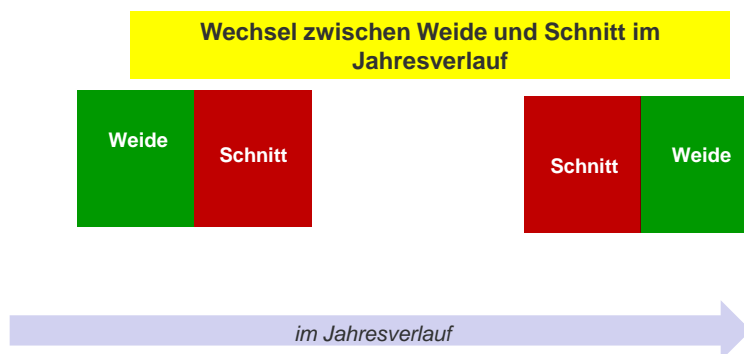 Wechsel zwischen Weide und Schnitt im
Jahresverlauf
Weide
Schnitt
Schnitt
Weide
im Jahresverlauf